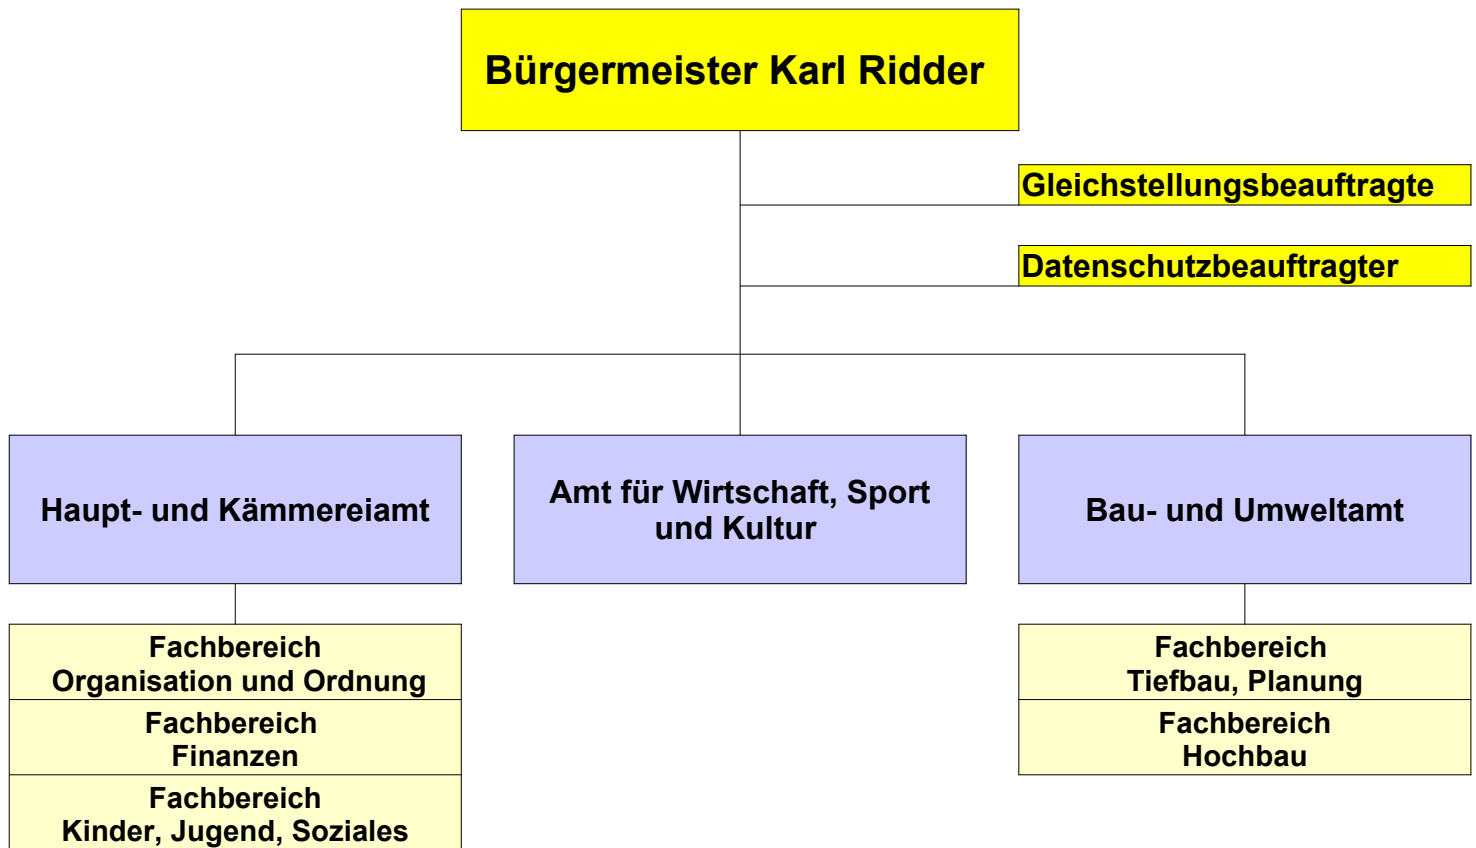 Bürgermeister Karl Ridder
Gleichstellungsbeauftragte
Datenschutzbeauftragter
Haupt- und Kämmereiamt
Amt für Wirtschaft, Sport
und Kultur
Bau- und Umweltamt
Fachbereich
Organisation und Ordnung
Fachbereich
Finanzen
Fachbereich
Kinder, Jugend, Soziales
Fachbereich
Tiefbau, Planung
Fachbereich
Hochbau